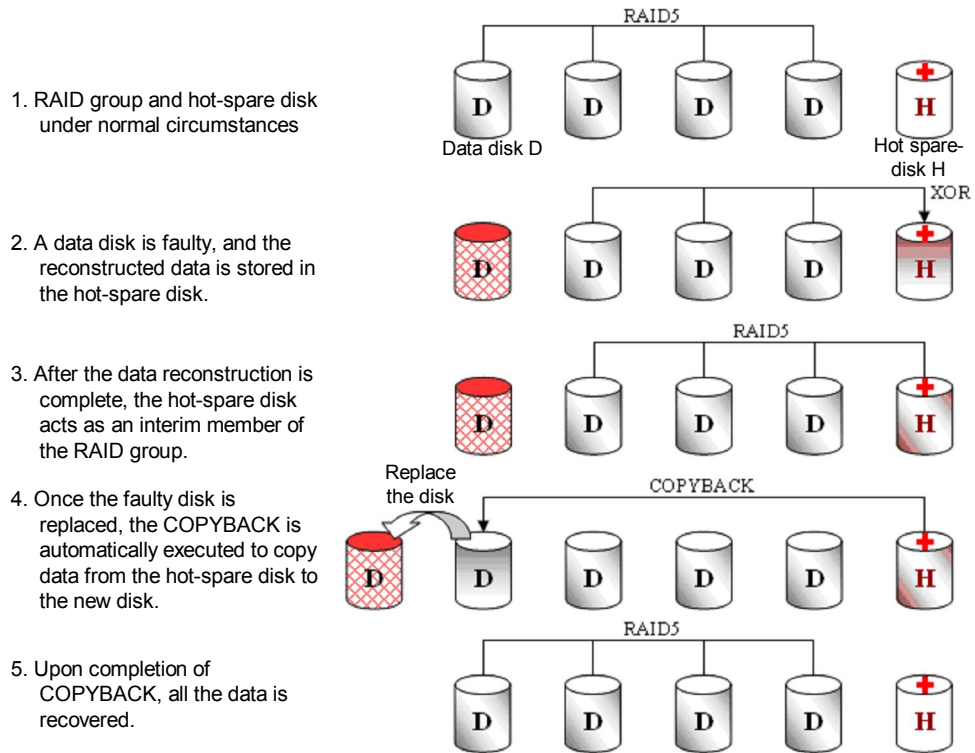 RAID5
1. RAID group and hot-spare disk
under normal circumstances
D D D D H
Data disk D
Hot spare-
disk H
XOR
2. A data disk is faulty, and the
reconstructed data is stored in
the hot-spare disk.
D D D D H
RAID5
3. After the data reconstruction is
complete, the hot-spare disk
acts as an interim member of
the RAID group.
D D D D H
Replace
the disk
COPYBACK
4. Once the faulty disk is
replaced, the COPYBACK is
automatically executed to copy
data from the hot-spare disk to
the new disk.
D D D D D H
RAID5
5. Upon completion of
COPYBACK, all the data is
recovered.
D D D D H